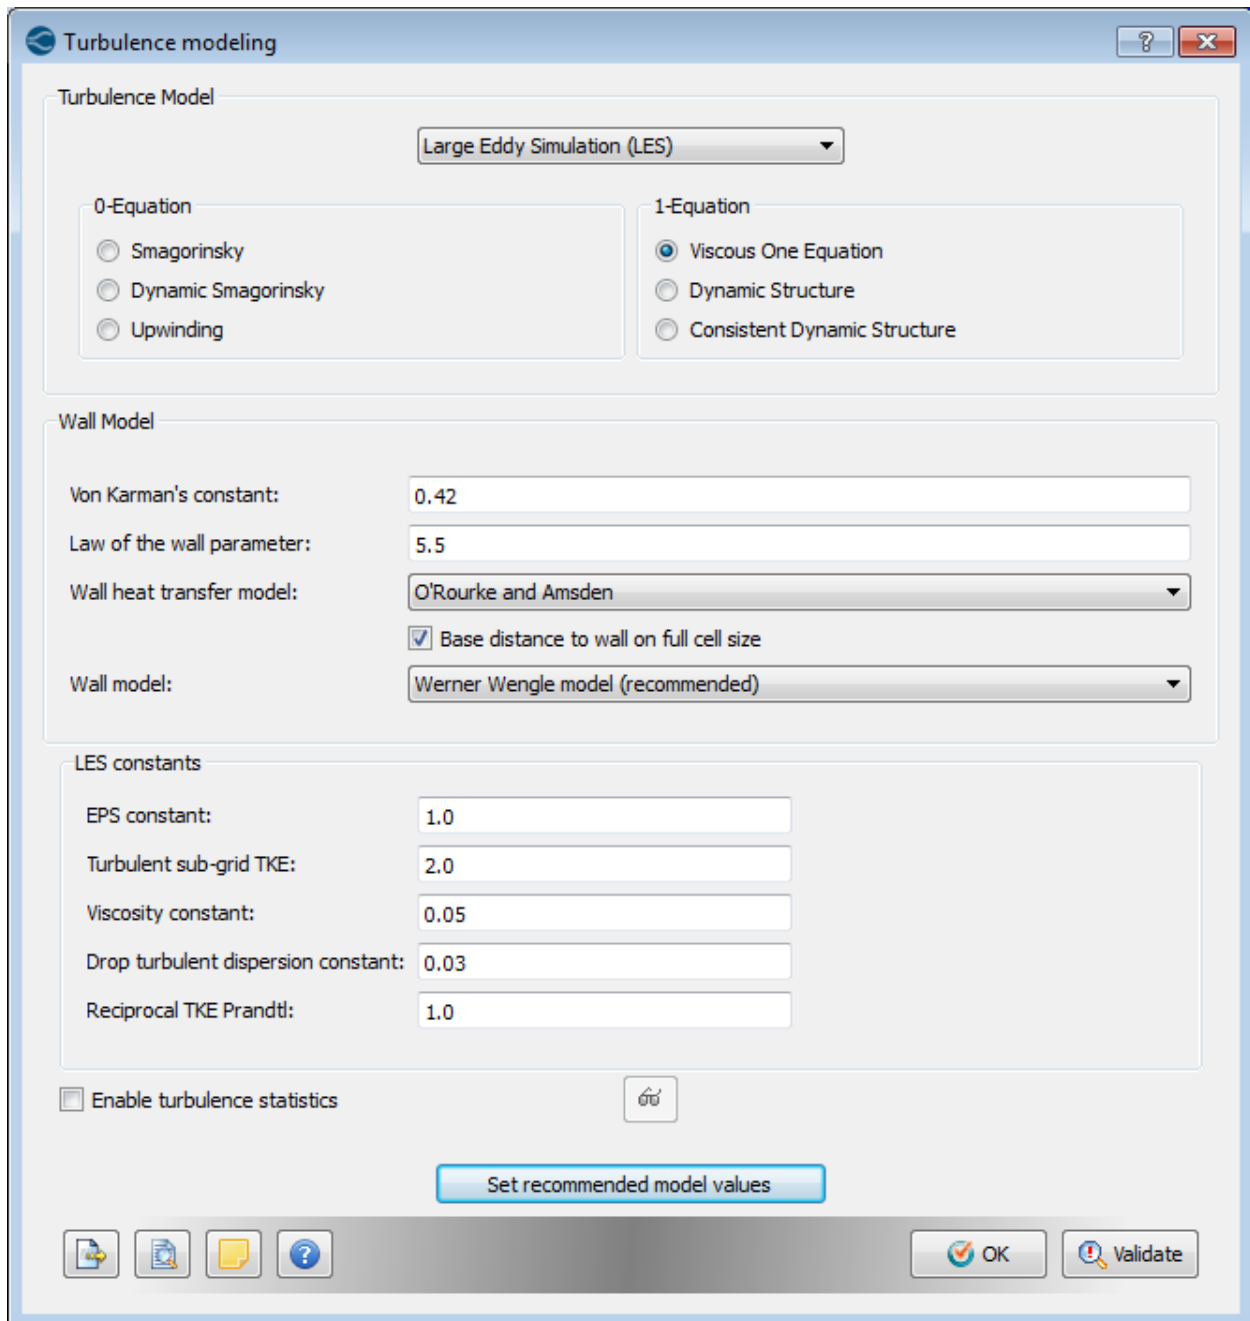 Turbulence modeling
Turbulence Model
Large Eddy Simulation (LES)
0-Equation
Smagorinsky
Dynamic Smagorinsky
Upwinding
1-Equation
Viscous One Equation
Dynamic Structure
Consistent Dynamic Structure
Wall Model
Von Karman's constant: 0.42
Law of the wall parameter: 5.5
Wall heat transfer model: O'Rourke and Amsden
Base distance to wall on full cell size
Wall model: Werner Wengle model (recommended)
LES constants
EPS constant: 1.0
Turbulent sub-grid TKE: 2.0
Viscosity constant: 0.05
Drop turbulent dispersion constant: 0.03
Reciprocal TKE Prandtl: 1.0
Enable turbulence statistics
Set recommended model values
OK Validate